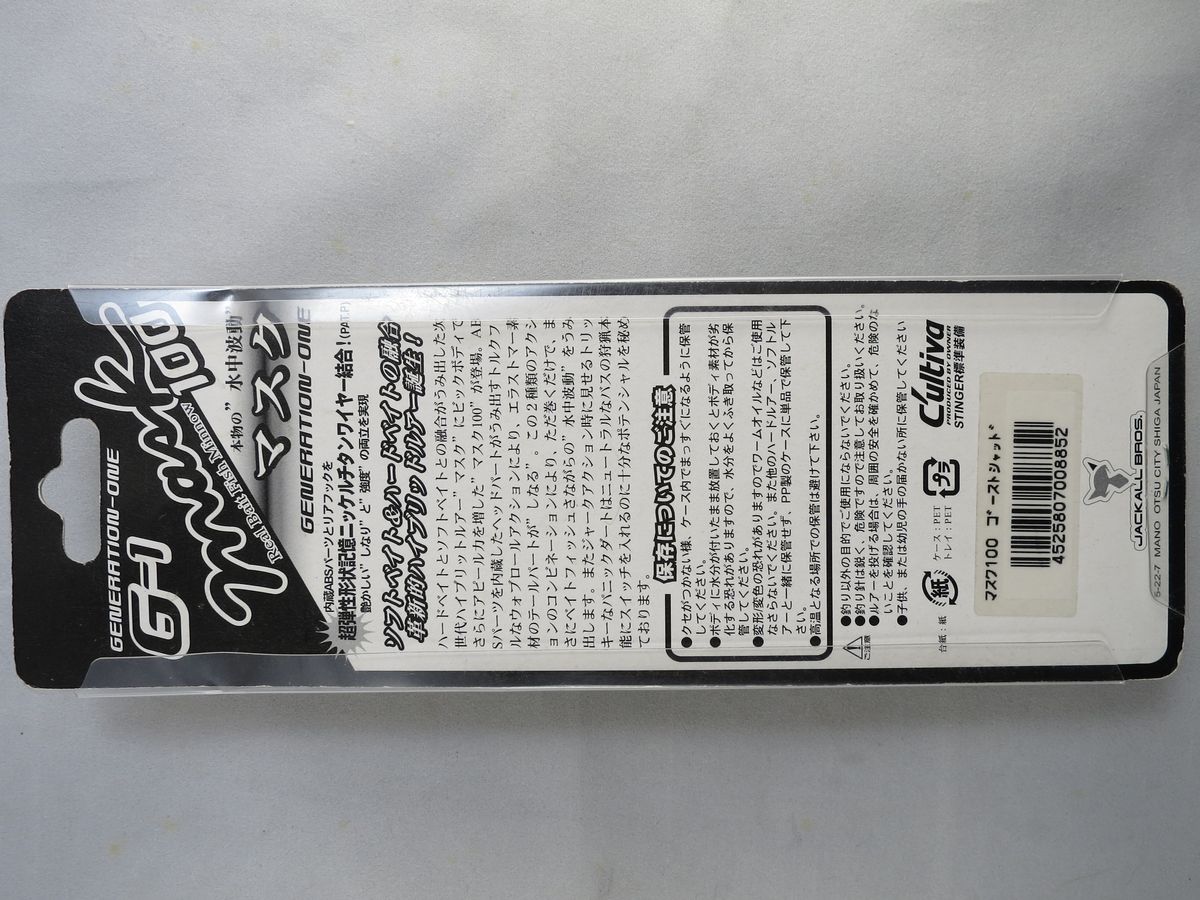 GENERATION-ONE
G-1
Mask100
Real Bait Fish Minnow
本物の"水中波動"
マスク
GENERATION-ONE
内蔵ABSパーツとリアフックを
超弾性形状記憶ニッケルチタンワイヤー結合!(PAT.P)
艶かしい"しなり"と"強度"の両立を実現
ソフトベイト&ハードベイトの融合
革新的ハイブリッドルアー誕生!
ハードベイトとソフトベイトとの融合がうみ出した次
世代ハイブリットルアー"マスク"にビックボディで
さらにアピール力を増した"マスク100"が登場。AB
Sパーツを内蔵したヘッドパートがうみ出すトルクフ
ルなウォブロールアクションにより、エラストマー素
材のテールパートが"しなる"。この2種類のアクシ
ョンのコンビネーションにより、ただ巻くだけで、ま
さにベイトフィッシュさながらの"水中波動"をうみ
出します。またジャークアクション時に見せるトリッ
キーなパニックダートはニュートラルなバスの狩猟本
能にスイッチを入れるのに十分なポテンシャルを秘め
ております。
保存についてのご注意
●クセがつかない様、ケース内でまっすぐになるように保管
してください。
●ボディに水分が付いたまま放置しておくとボディ素材が劣
化する恐れがありますので、水分をよくふき取ってから保
管してください。
●変形/変色の恐れがありますのでワームオイルなどはご使用
なさらないでください。また他のハードルアー、ソフトル
アーと一緒に保管せず、PP製のケースに単品で保管して下
さい。
●高温となる場所での保管は避けて下さい。
ご注意
●釣り以外の目的でご使用にならないでください。
●釣り針は鋭く、危険ですので注意してお取り扱いください。
●ルアーを投げる場合は、周囲の安全を確かめて、危険のな
いことを確認してください。
●子供、または幼児の手の届かない所に保管してください
台紙:紙
紙
ケース:PET
トレイ:PET
プラ
C'ultiva
PRODUCED BY OWNER
STINGER標準装備
マスク100 ゴーストシャッド
4525807008852
JACKALL BROS.
5-22-7 MANO OTSU CITY SHIGA JAPAN